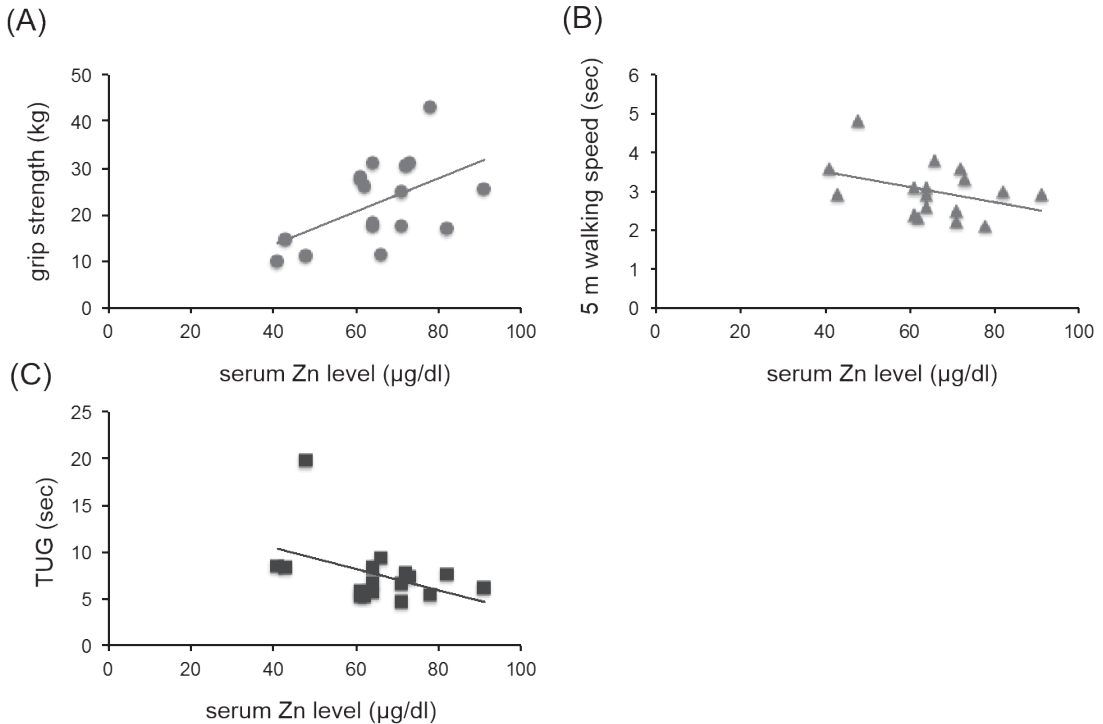 (A)
grip strength (kg)
50
40
30
20
10
0
0 20 40 60 80 100
serum Zn level (μg/dl)
(B)
5 m walking speed (sec)
6
5
4
3
2
1
0
0 20 40 60 80 100
serum Zn level (μg/dl)
(C)
TUG (sec)
25
20
15
10
5
0
0 20 40 60 80 100
serum Zn level (μg/dl)